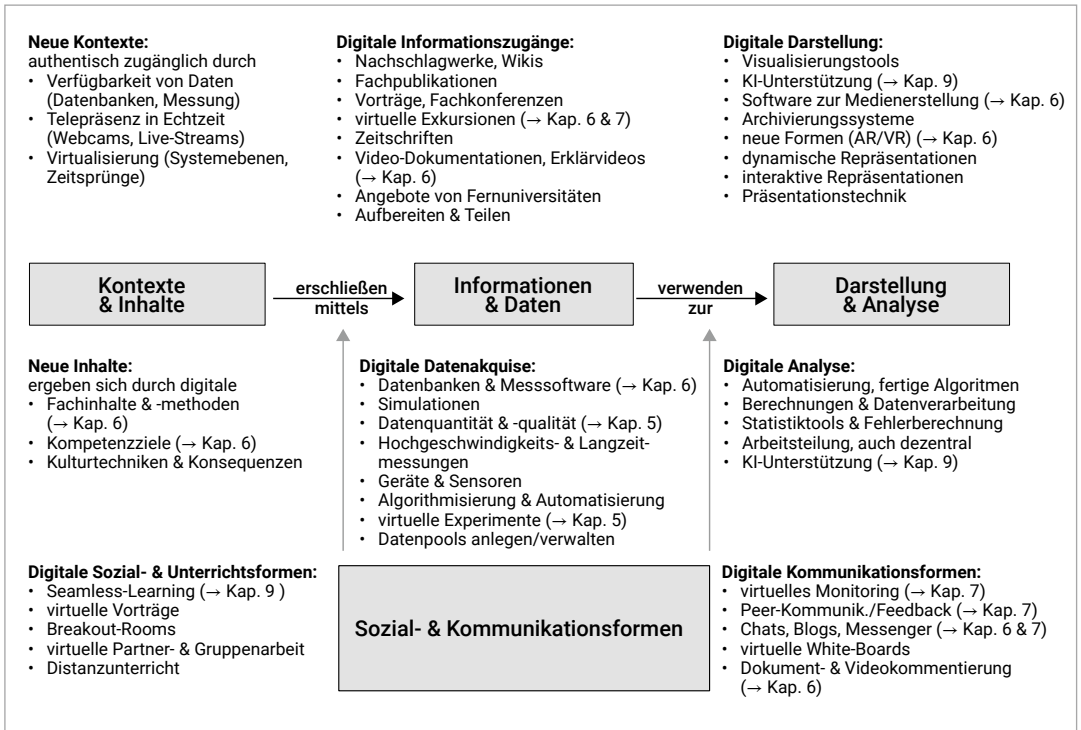 Neue Kontexte:
authentisch zugänglich durch
• Verfügbarkeit von Daten
(Datenbanken, Messung)
• Telepräsenz in Echtzeit
(Webcams, Live-Streams)
• Virtualisierung (Systemebenen,
Zeitsprünge)
Digitale Informationszugänge:
• Nachschlagwerke, Wikis
• Fachpublikationen
• Vorträge, Fachkonferenzen
• virtuelle Exkursionen (→ Kap. 6 & 7)
• Zeitschriften
• Video-Dokumentationen, Erklärvideos
(→ Kap. 6)
• Angebote von Fernuniversitäten
• Aufbereiten & Teilen
Digitale Darstellung:
• Visualisierungstools
• KI-Unterstützung (→ Kap. 9)
• Software zur Medienerstellung (→ Kap. 6)
• Archivierungssysteme
• neue Formen (AR/VR) (→ Kap. 6)
• dynamische Repräsentationen
• interaktive Repräsentationen
• Präsentationstechnik
Kontexte
& Inhalte
erschließen
mittels
Informationen
& Daten
verwenden
zur
Darstellung
& Analyse
Neue Inhalte:
ergeben sich durch digitale
• Fachinhalte & -methoden
(→ Kap. 6)
• Kompetenzziele (→ Kap. 6)
• Kulturtechniken & Konsequenzen
Digitale Datenakquise:
• Datenbanken & Messsoftware (→ Kap. 6)
• Simulationen
• Datenquantität & -qualität (→ Kap. 5)
• Hochgeschwindigkeits- & Langzeit-
messungen
• Geräte & Sensoren
• Algorithmisierung & Automatisierung
• virtuelle Experimente (→ Kap. 5)
• Datenpools anlegen/verwalten
Digitale Analyse:
• Automatisierung, fertige Algoritmen
• Berechnungen & Datenverarbeitung
• Statistiktools & Fehlerberechnung
• Arbeitsteilung, auch dezentral
• KI-Unterstützung (→ Kap. 9)
Digitale Sozial- & Unterrichtsformen:
• Seamless-Learning (→ Kap. 9 )
• virtuelle Vorträge
• Breakout-Rooms
• virtuelle Partner- & Gruppenarbeit
• Distanzunterricht
Sozial- & Kommunikationsformen
Digitale Kommunikationsformen:
• virtuelles Monitoring (→ Kap. 7)
• Peer-Kommunik./Feedback (→ Kap. 7)
• Chats, Blogs, Messenger (→ Kap. 6 & 7)
• virtuelle White-Boards
• Dokument- & Videokommentierung
(→ Kap. 6)